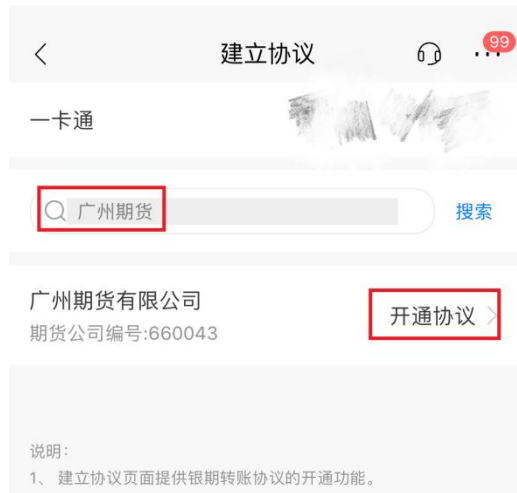 建立协议
99
一卡通
广州期货
搜索
广州期货有限公司
开通协议
期货公司编号:660043
说明:
1、 建立协议页面提供银期转账协议的开通功能。